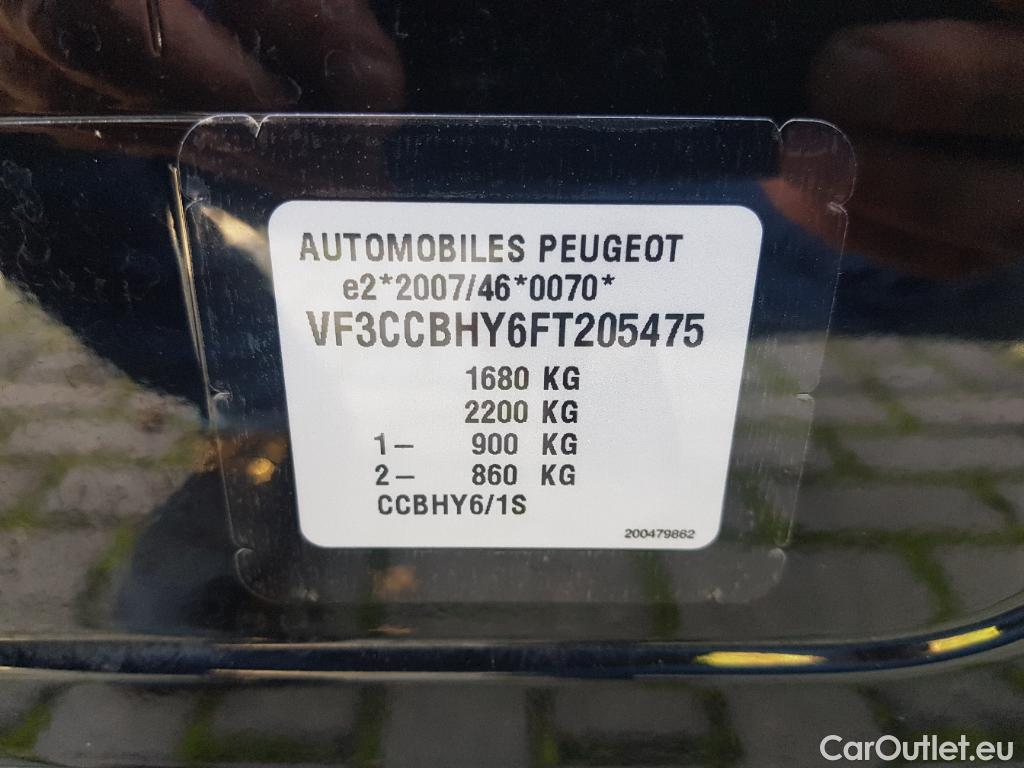 AUTOMOBILES PEUGEOT
e2*2007/46*0070*
VF3CCBHY6FT205475
1680 KG
2200 KG
1– 900 KG
2– 860 KG
CCBHY6/1S
200479862
CarOutlet.eu